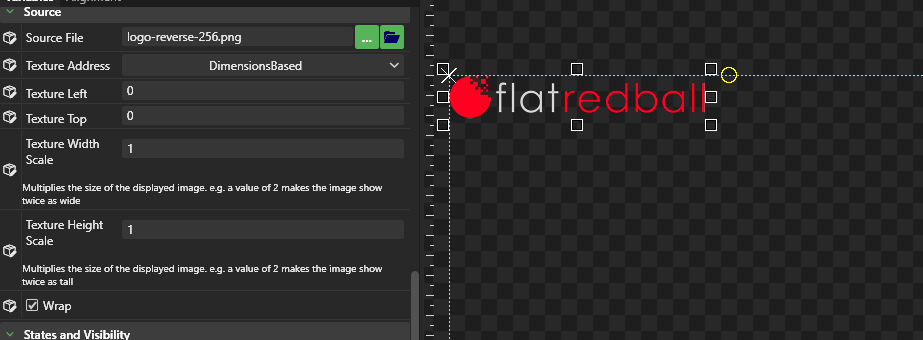 Variables Alignment
Source
Source File logo-reverse-256.png ...
Texture Address DimensionsBased
Texture Left 0
Texture Top 0
Texture Width
Scale 1
Multiplies the size of the displayed image. e.g. a value of 2 makes the image show
twice as wide
Texture Height
Scale 1
Multiplies the size of the displayed image. e.g. a value of 2 makes the image show
twice as tall
Wrap
States and Visibility
flatredball